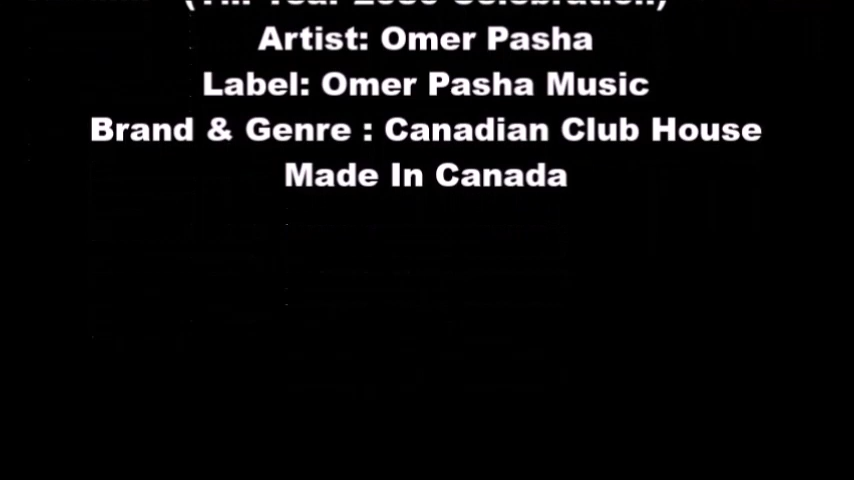 Artist: Omer Pasha
Label: Omer Pasha Music
Brand & Genre : Canadian Club House
Made In Canada